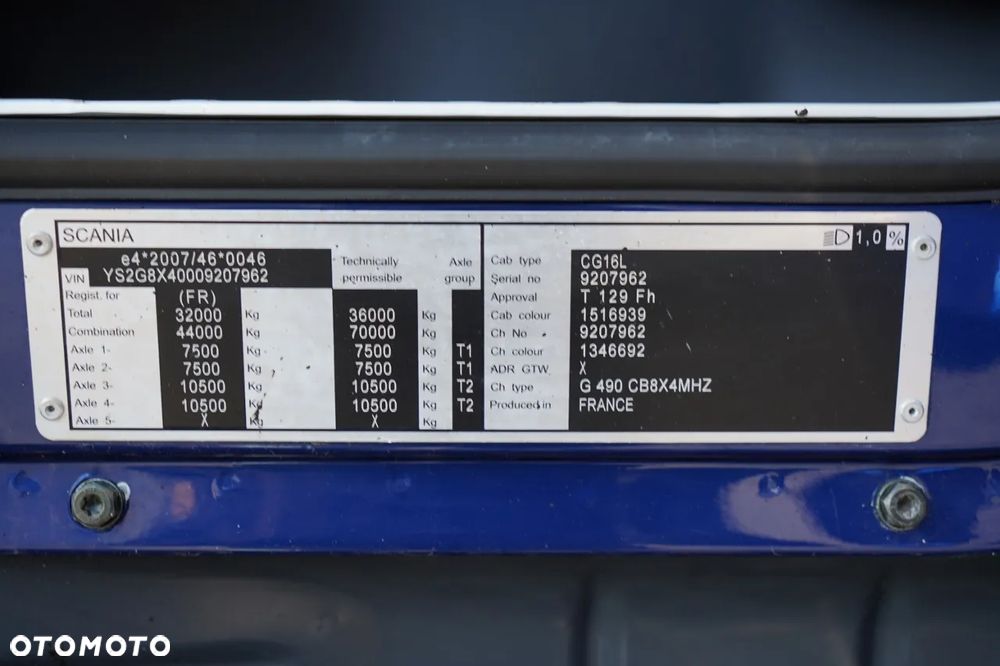 SCANIA 1,0 %
e4*2007/46*0046 Technically Axle Cab type CG16L
VIN YS2G8X40009207962 permissible group Serial no 9207962
Regist. for (FR) Approval T 129 Fh
Total 32000 Kg 36000 Kg Cab colour 1516939
Combination 44000 Kg 70000 Kg Ch No 9207962
Axle 1- 7500 Kg 7500 Kg T1 Ch colour 1346692
Axle 2- 7500 Kg 7500 Kg T1 ADR GTW. X
Axle 3- 10500 Kg 10500 Kg T2 Ch type G 490 CB8X4MHZ
Axle 4- 10500 Kg 10500 Kg T2 Produced in FRANCE
Axle 5- X Kg X Kg
OTOMOTO